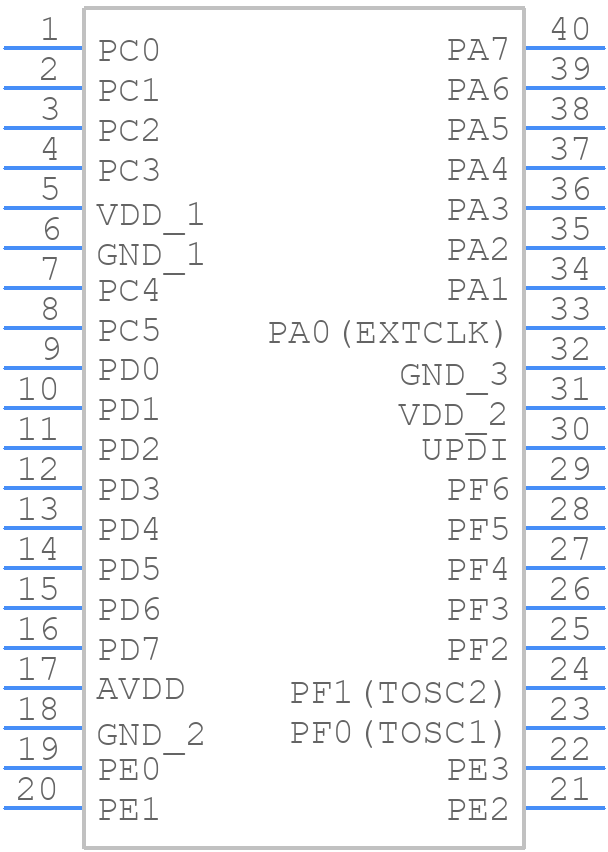 1 PC0 PA7 40
2 PC1 PA6 39
3 PC2 PA5 38
4 PC3 PA4 37
5 VDD_1 PA3 36
6 GND_1 PA2 35
7 PC4 PA1 34
8 PC5 PA0(EXTCLK) 33
9 PD0 GND_3 32
10 PD1 VDD_2 31
11 PD2 UPDI 30
12 PD3 PF6 29
13 PD4 PF5 28
14 PD5 PF4 27
15 PD6 PF3 26
16 PD7 PF2 25
17 AVDD PF1(TOSC2) 24
18 GND_2 PF0(TOSC1) 23
19 PE0 PE3 22
20 PE1 PE2 21